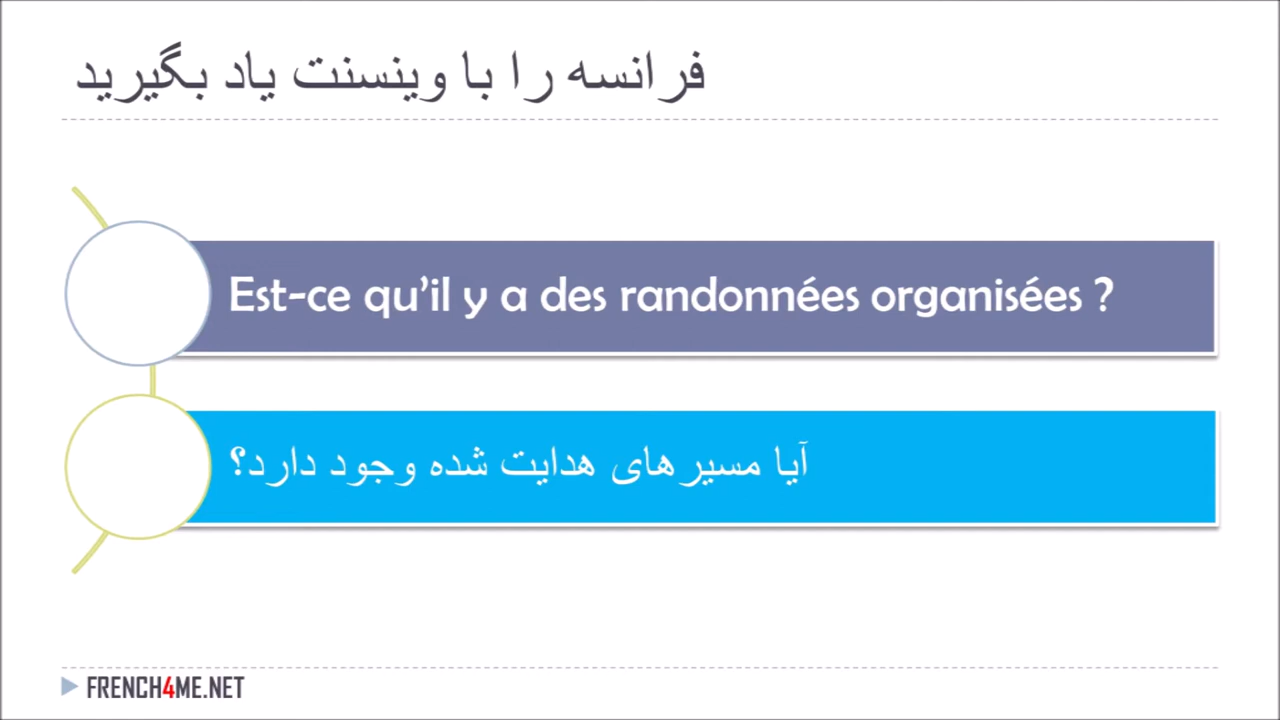 فرانسه را با وینسنت یاد بگیرید
Est-ce qu’il y a des randonnées organisées ?
آیا مسیرهای هدایت شده وجود دارد؟
FRENCH4ME.NET